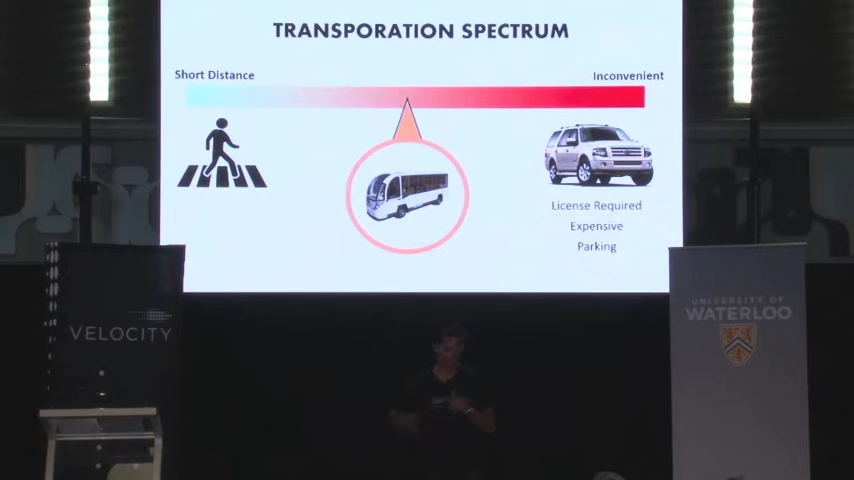 TRANSPORATION SPECTRUM
Short Distance
Inconvenient
License Required
Expensive
Parking
VELOCITY
UNIVERSITY OF
WATERLOO